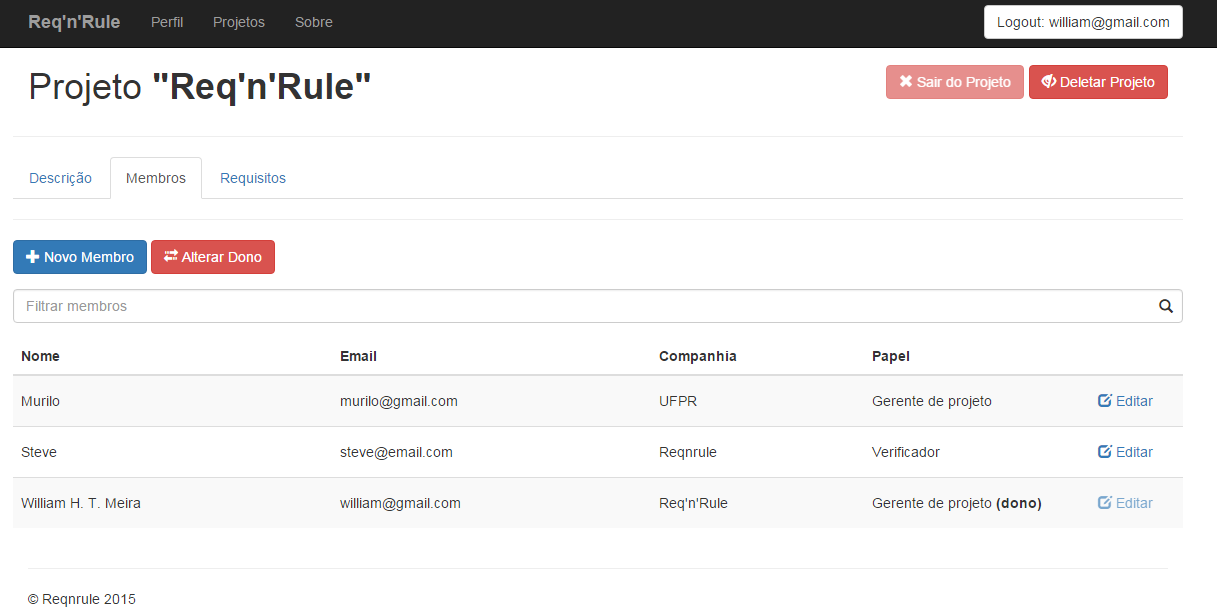 Req'n'Rule Perfil Projetos Sobre Logout: william@gmail.com
Projeto "Req'n'Rule" Sair do Projeto Deletar Projeto
Descrição Membros Requisitos
Novo Membro Alterar Dono
Filtrar membros
Nome Email Companhia Papel
Murilo murilo@gmail.com UFPR Gerente de projeto Editar
Steve steve@email.com Reqnrule Verificador Editar
William H. T. Meira william@gmail.com Req'n'Rule Gerente de projeto (dono) Editar
© Reqnrule 2015